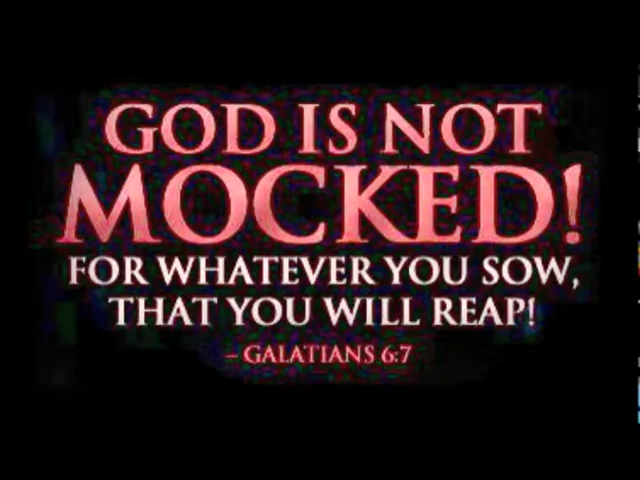 GOD IS NOT
MOCKED!
FOR WHATEVER YOU SOW,
THAT YOU WILL REAP!
– GALATIANS 6:7